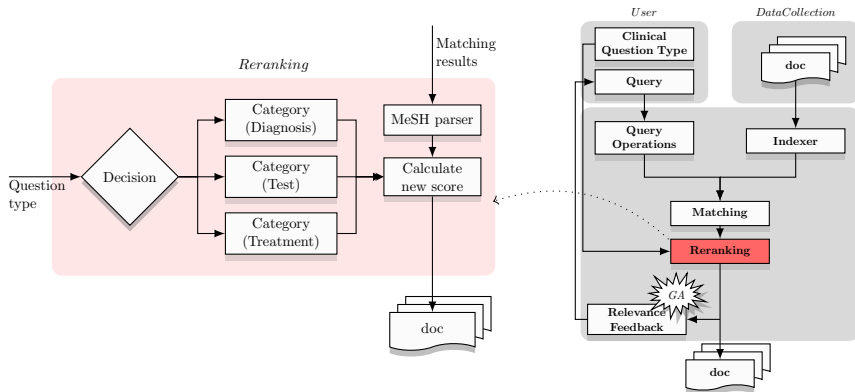 Reranking
Matching
results
MeSH parser
Category
(Diagnosis)
Question
type
Decision
Category
(Test)
Calculate
new score
Category
(Treatment)
doc
User
DataCollection
Clinical
Question Type
Query
doc
Query
Operations
Indexer
Matching
Reranking
GA
Relevance
Feedback
doc